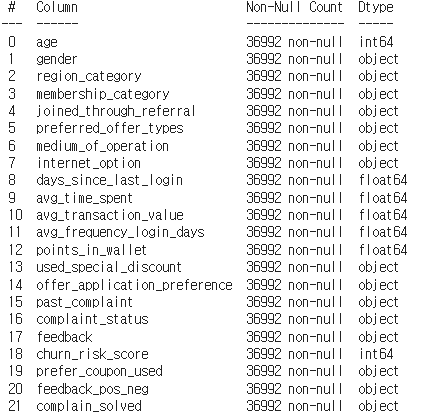 #   Column                        Non-Null Count  Dtype
---  ------                        --------------  -----
 0   age                           36992 non-null  int64
 1   gender                        36992 non-null  object
 2   region_category               36992 non-null  object
 3   membership_category           36992 non-null  object
 4   joined_through_referral       36992 non-null  object
 5   preferred_offer_types         36992 non-null  object
 6   medium_of_operation           36992 non-null  object
 7   internet_option               36992 non-null  object
 8   days_since_last_login         36992 non-null  float64
 9   avg_time_spent                36992 non-null  float64
 10  avg_transaction_value         36992 non-null  float64
 11  avg_frequency_login_days      36992 non-null  float64
 12  points_in_wallet              36992 non-null  float64
 13  used_special_discount         36992 non-null  object
 14  offer_application_preference  36992 non-null  object
 15  past_complaint                36992 non-null  object
 16  complaint_status              36992 non-null  object
 17  feedback                      36992 non-null  object
 18  churn_risk_score              36992 non-null  int64
 19  prefer_coupon_used            36992 non-null  object
 20  feedback_pos_neg              36992 non-null  object
 21  complain_solved               36992 non-null  object